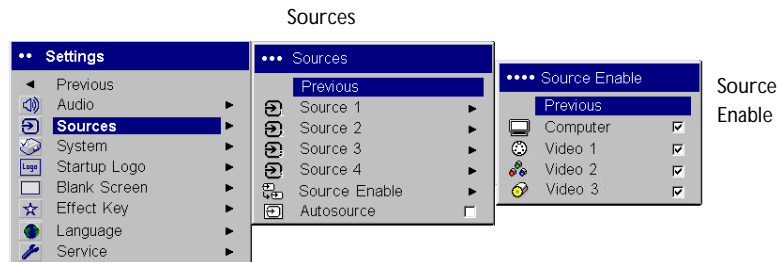 Sources
•• Settings
Previous
Audio
Sources
System
Logo Startup Logo
Blank Screen
Effect Key
Language
Service
••• Sources
Previous
Source 1
Source 2
Source 3
Source 4
Source Enable
Autosource
•••• Source Enable
Previous
Computer
Video 1
Video 2
Video 3
Source
Enable